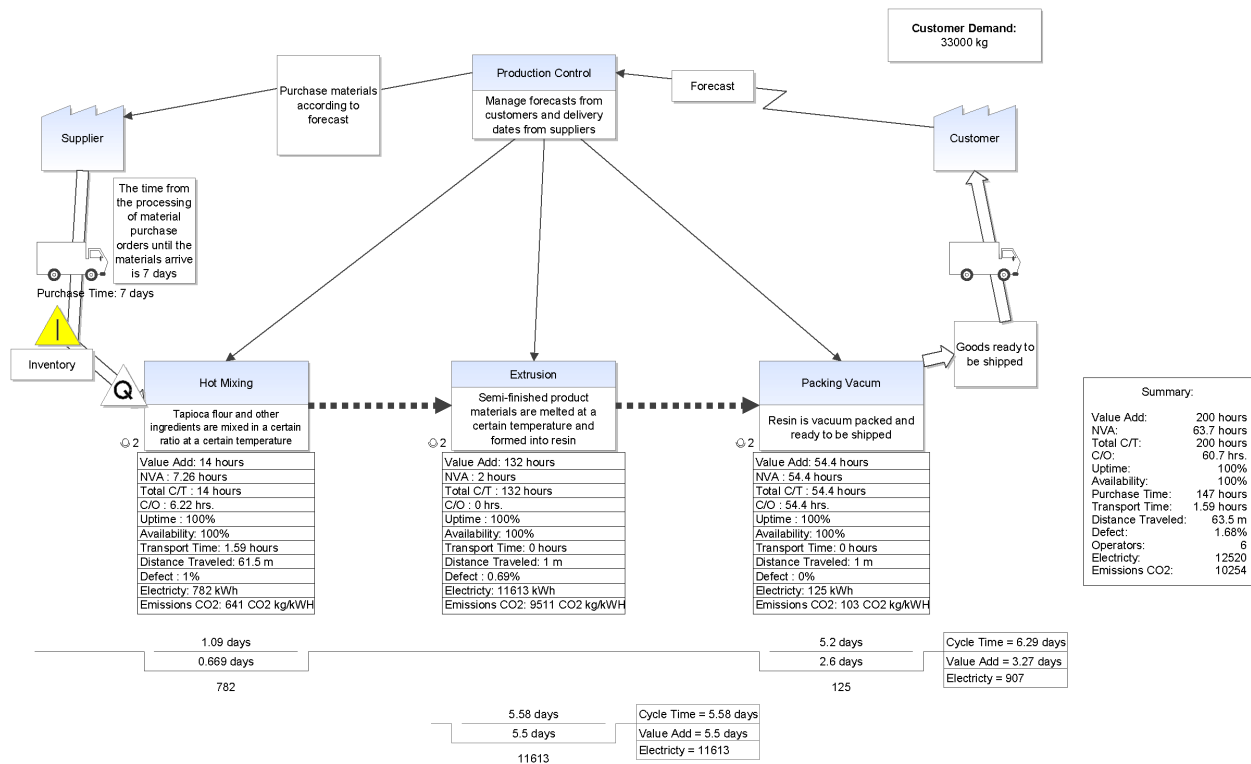 Customer Demand:
33000 kg
Production Control
Manage forecasts from
customers and delivery
dates from suppliers
Purchase materials
according to
forecast
Forecast
Supplier
Customer
The time from
the processing
of material
purchase
orders until the
materials arrive
is 7 days
Purchase Time: 7 days
I
Inventory
Q
Goods ready to
be shipped
Hot Mixing
Tapioca flour and other
ingredients are mixed in a certain
ratio at a certain temperature
2
Value Add: 14 hours
NVA : 7.26 hours
Total C/T : 14 hours
C/O : 6.22 hrs.
Uptime : 100%
Availability: 100%
Transport Time: 1.59 hours
Distance Traveled: 61.5 m
Defect : 1%
Electricty: 782 kWh
Emissions CO2: 641 CO2 kg/kWH
Extrusion
Semi-finished product
materials are melted at a
certain temperature and
formed into resin
2
Value Add: 132 hours
NVA : 2 hours
Total C/T : 132 hours
C/O : 0 hrs.
Uptime : 100%
Availability: 100%
Transport Time: 0 hours
Distance Traveled: 1 m
Defect : 0.69%
Electricty: 11613 kWh
Emissions CO2: 9511 CO2 kg/kWH
Packing Vacum
Resin is vacuum packed and
ready to be shipped
2
Value Add: 54.4 hours
NVA : 54.4 hours
Total C/T : 54.4 hours
C/O : 54.4 hrs.
Uptime : 100%
Availability: 100%
Transport Time: 0 hours
Distance Traveled: 1 m
Defect : 0%
Electricty: 125 kWh
Emissions CO2: 103 CO2 kg/kWH
Summary:
Value Add: 200 hours
NVA: 63.7 hours
Total C/T: 200 hours
C/O: 60.7 hrs.
Uptime: 100%
Availability: 100%
Purchase Time: 147 hours
Transport Time: 1.59 hours
Distance Traveled: 63.5 m
Defect: 1.68%
Operators: 6
Electricty: 12520
Emissions CO2: 10254
1.09 days
0.669 days
782
5.2 days
2.6 days
125
Cycle Time = 6.29 days
Value Add = 3.27 days
Electricty = 907
5.58 days
5.5 days
11613
Cycle Time = 5.58 days
Value Add = 5.5 days
Electricty = 11613